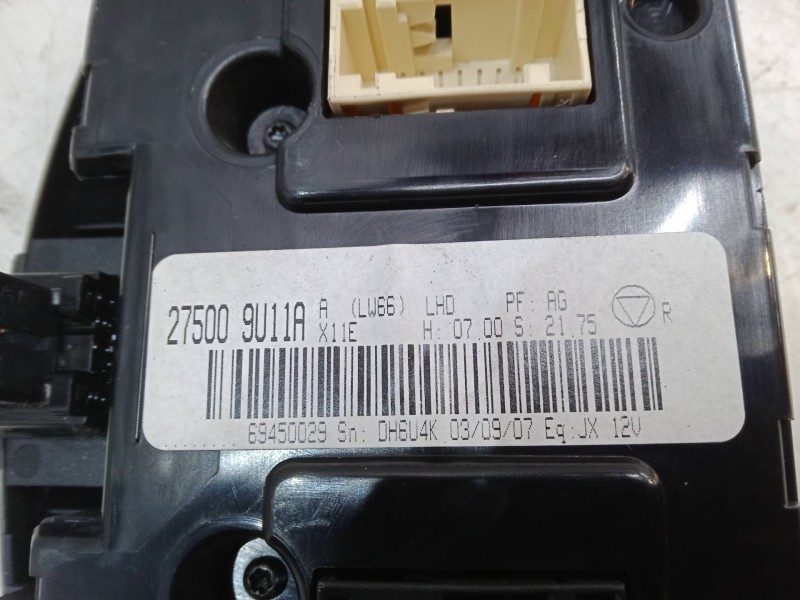 27500 9U11A A (LW66) LHD PF: AG
X11E H: 07.00 S: 21.75 R
69450029 Sn: DH6U4K 03/09/07 Eq:JX 12V